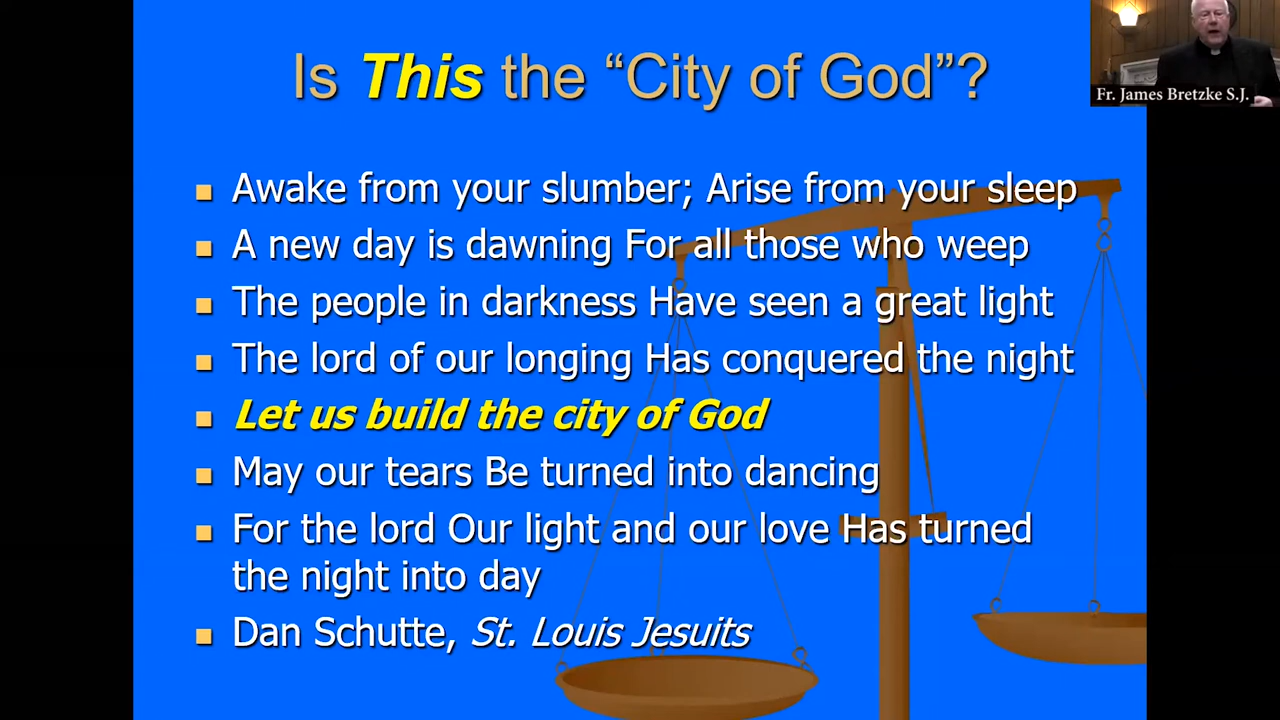 Is This the “City of God”?
Fr. James Bretzke S.J.
Awake from your slumber; Arise from your sleep
A new day is dawning For all those who weep
The people in darkness Have seen a great light
The lord of our longing Has conquered the night
Let us build the city of God
May our tears Be turned into dancing
For the lord Our light and our love Has turned
the night into day
Dan Schutte, St. Louis Jesuits